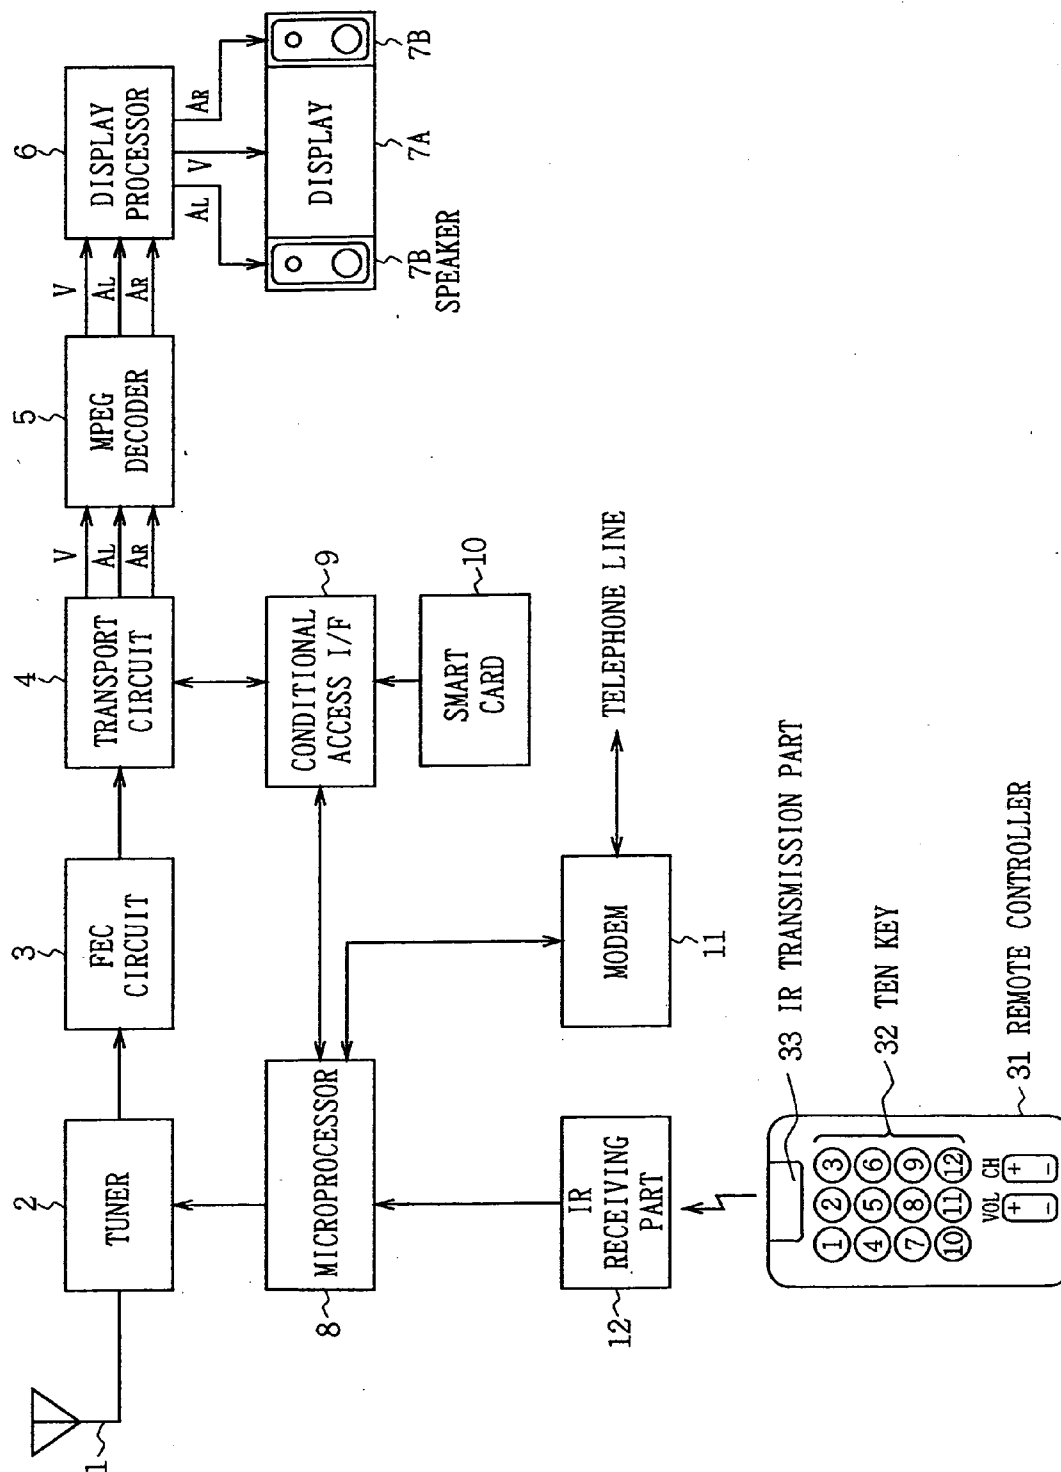 1
2
TUNER
3
FEC
CIRCUIT
4
TRANSPORT
CIRCUIT
V
AL
AR
5
MPEG
DECODER
V
AL
AR
6
DISPLAY
PROCESSOR
AL
V
AR
DISPLAY
7B
SPEAKER
7A
7B
8
MICROPROCESSOR
CONDITIONAL
ACCESS I/F
9
SMART
CARD
10
MODEM
11
TELEPHONE LINE
12
IR
RECEIVING
PART
33 IR TRANSMISSION PART
1 2 3
4 5 6
7 8 9
10 11 12
32 TEN KEY
VOL CH
+ +
− −
31 REMOTE CONTROLLER